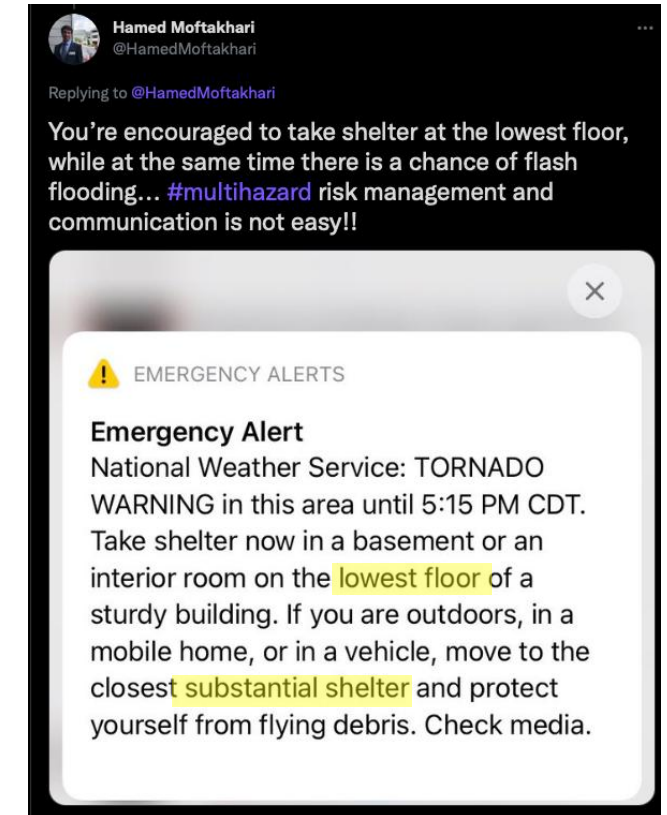 Hamed Moftakhari
@HamedMoftakhari
Replying to @HamedMoftakhari
You’re encouraged to take shelter at the lowest floor,
while at the same time there is a chance of flash
flooding... #multihazard risk management and
communication is not easy!!
EMERGENCY ALERTS
Emergency Alert
National Weather Service: TORNADO
WARNING in this area until 5:15 PM CDT.
Take shelter now in a basement or an
interior room on the lowest floor of a
sturdy building. If you are outdoors, in a
mobile home, or in a vehicle, move to the
closest substantial shelter and protect
yourself from flying debris. Check media.